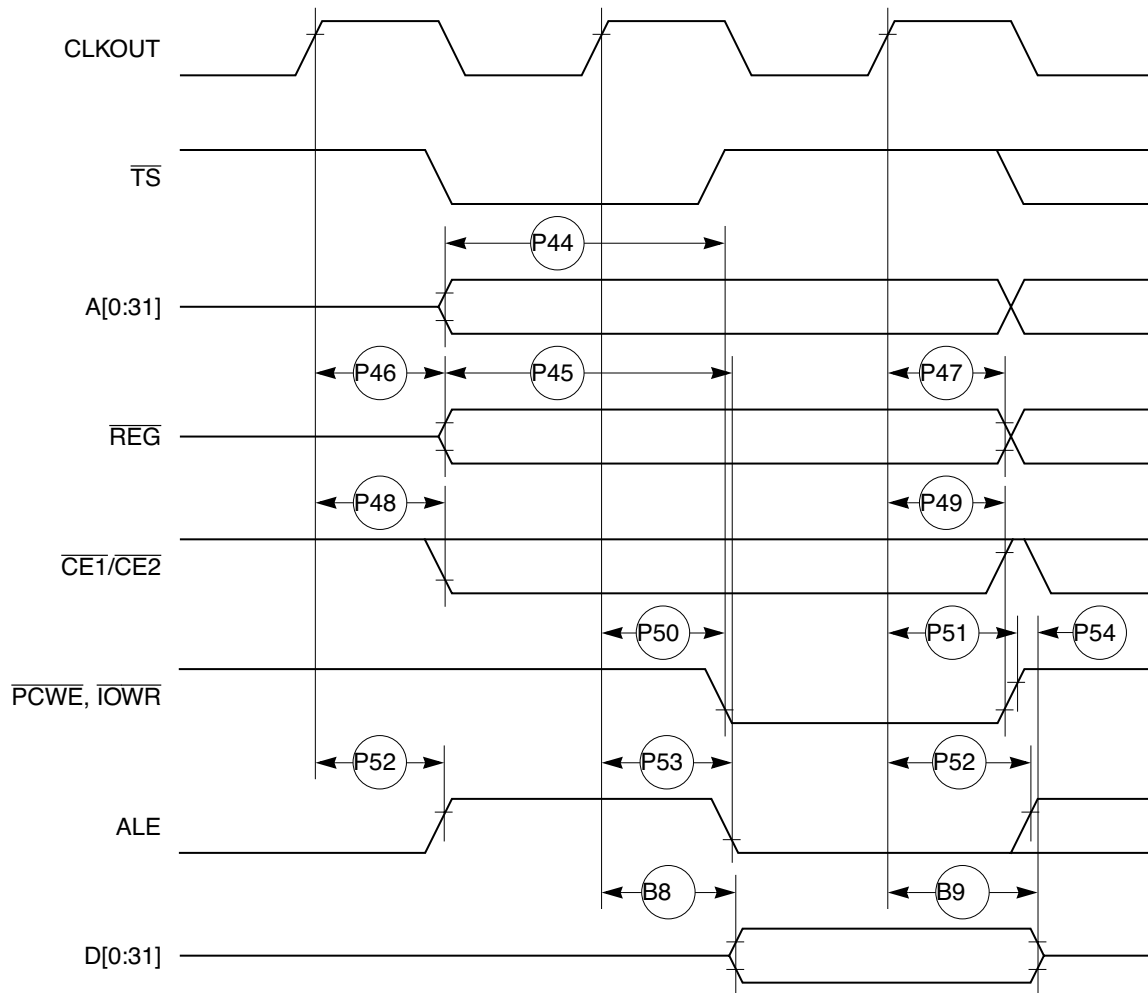 CLKOUT
TS
P44
A[0:31]
P46 P45 P47
REG
P48 P49
CE1/CE2
P50 P51 P54
PCWE, IOWR
P52 P53 P52
ALE
B8 B9
D[0:31]